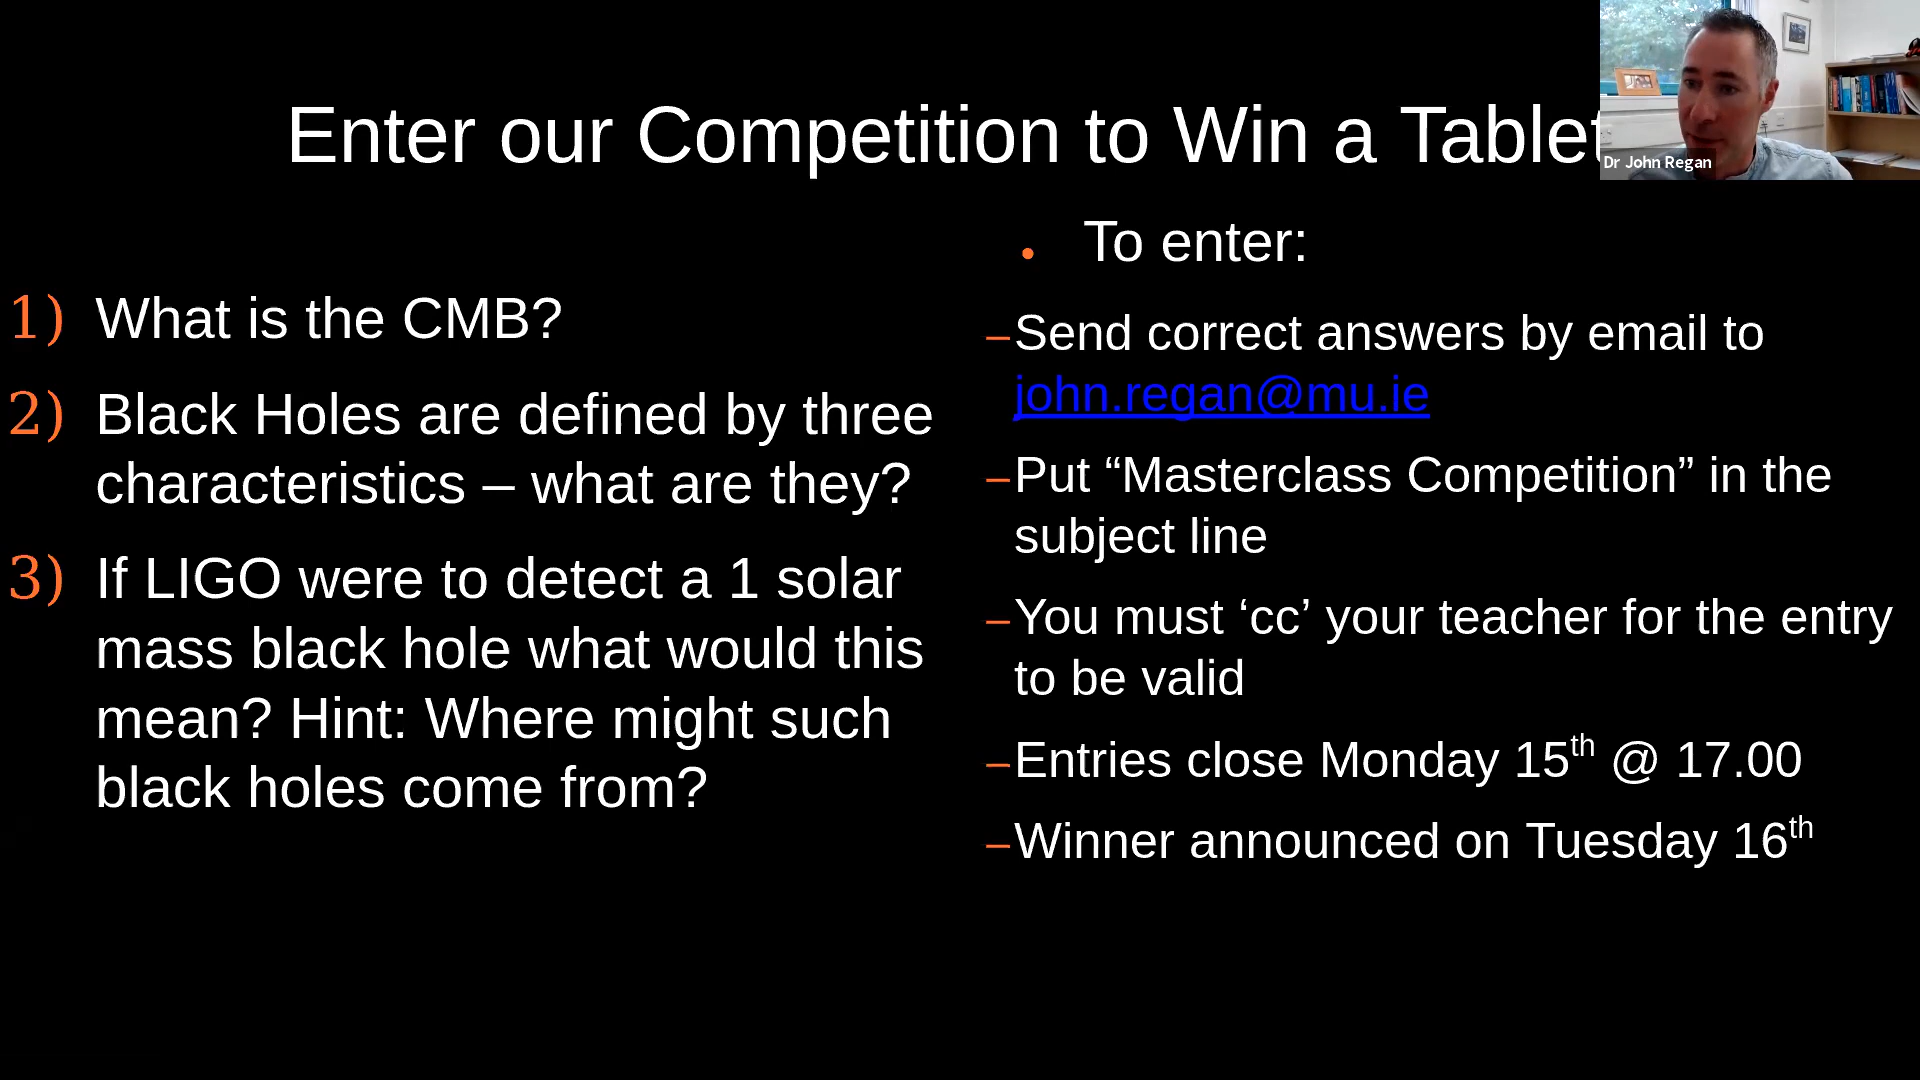 Enter our Competition to Win a Tablet
Dr John Regan
1) What is the CMB?
2) Black Holes are defined by three
characteristics – what are they?
3) If LIGO were to detect a 1 solar
mass black hole what would this
mean? Hint: Where might such
black holes come from?
• To enter:
–Send correct answers by email to
john.regan@mu.ie
–Put “Masterclass Competition” in the
subject line
–You must ‘cc’ your teacher for the entry
to be valid
–Entries close Monday 15th @ 17.00
–Winner announced on Tuesday 16th